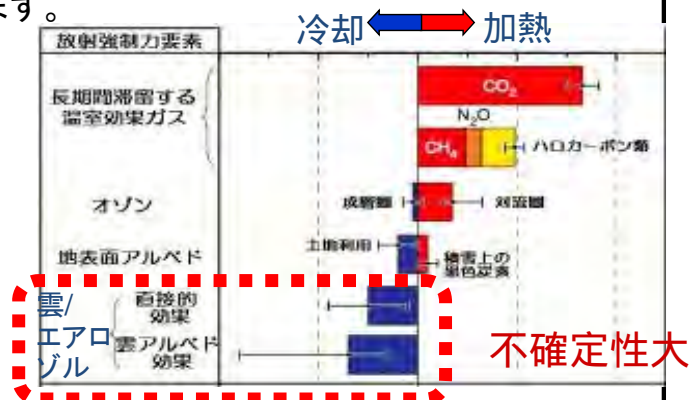 ます。
冷却 加熱
放射強制力要素
長期間滞留する
温室効果ガス
CO₂
N₂O
CH₄
ハロカーボン類
オゾン
成層圏
対流圏
地表面アルベド
土地利用
積雪上の
黒色炭素
雲/
エアロ
ゾル
直接的
効果
雲アルベド
効果
不確定性大